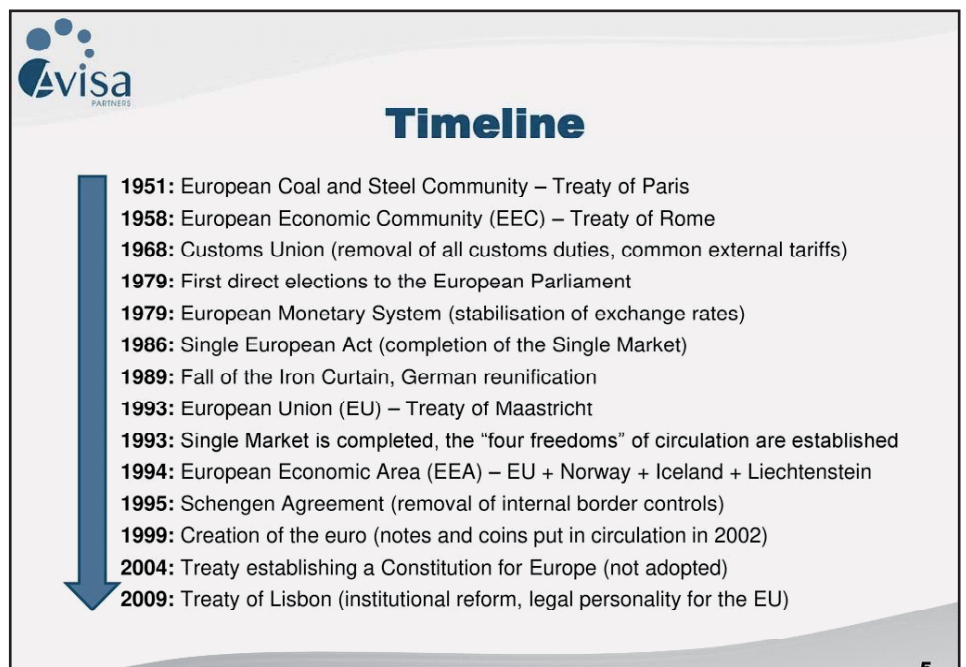 Avisa
PARTNERS
Timeline
1951: European Coal and Steel Community – Treaty of Paris
1958: European Economic Community (EEC) – Treaty of Rome
1968: Customs Union (removal of all customs duties, common external tariffs)
1979: First direct elections to the European Parliament
1979: European Monetary System (stabilisation of exchange rates)
1986: Single European Act (completion of the Single Market)
1989: Fall of the Iron Curtain, German reunification
1993: European Union (EU) – Treaty of Maastricht
1993: Single Market is completed, the “four freedoms” of circulation are established
1994: European Economic Area (EEA) – EU + Norway + Iceland + Liechtenstein
1995: Schengen Agreement (removal of internal border controls)
1999: Creation of the euro (notes and coins put in circulation in 2002)
2004: Treaty establishing a Constitution for Europe (not adopted)
2009: Treaty of Lisbon (institutional reform, legal personality for the EU)
5